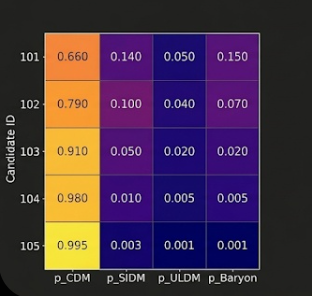 Candidate ID
101 0.660 0.140 0.050 0.150
102 0.790 0.100 0.040 0.070
103 0.910 0.050 0.020 0.020
104 0.980 0.010 0.005 0.005
105 0.995 0.003 0.001 0.001
p_CDM p_SIDM p_ULDM p_Baryon